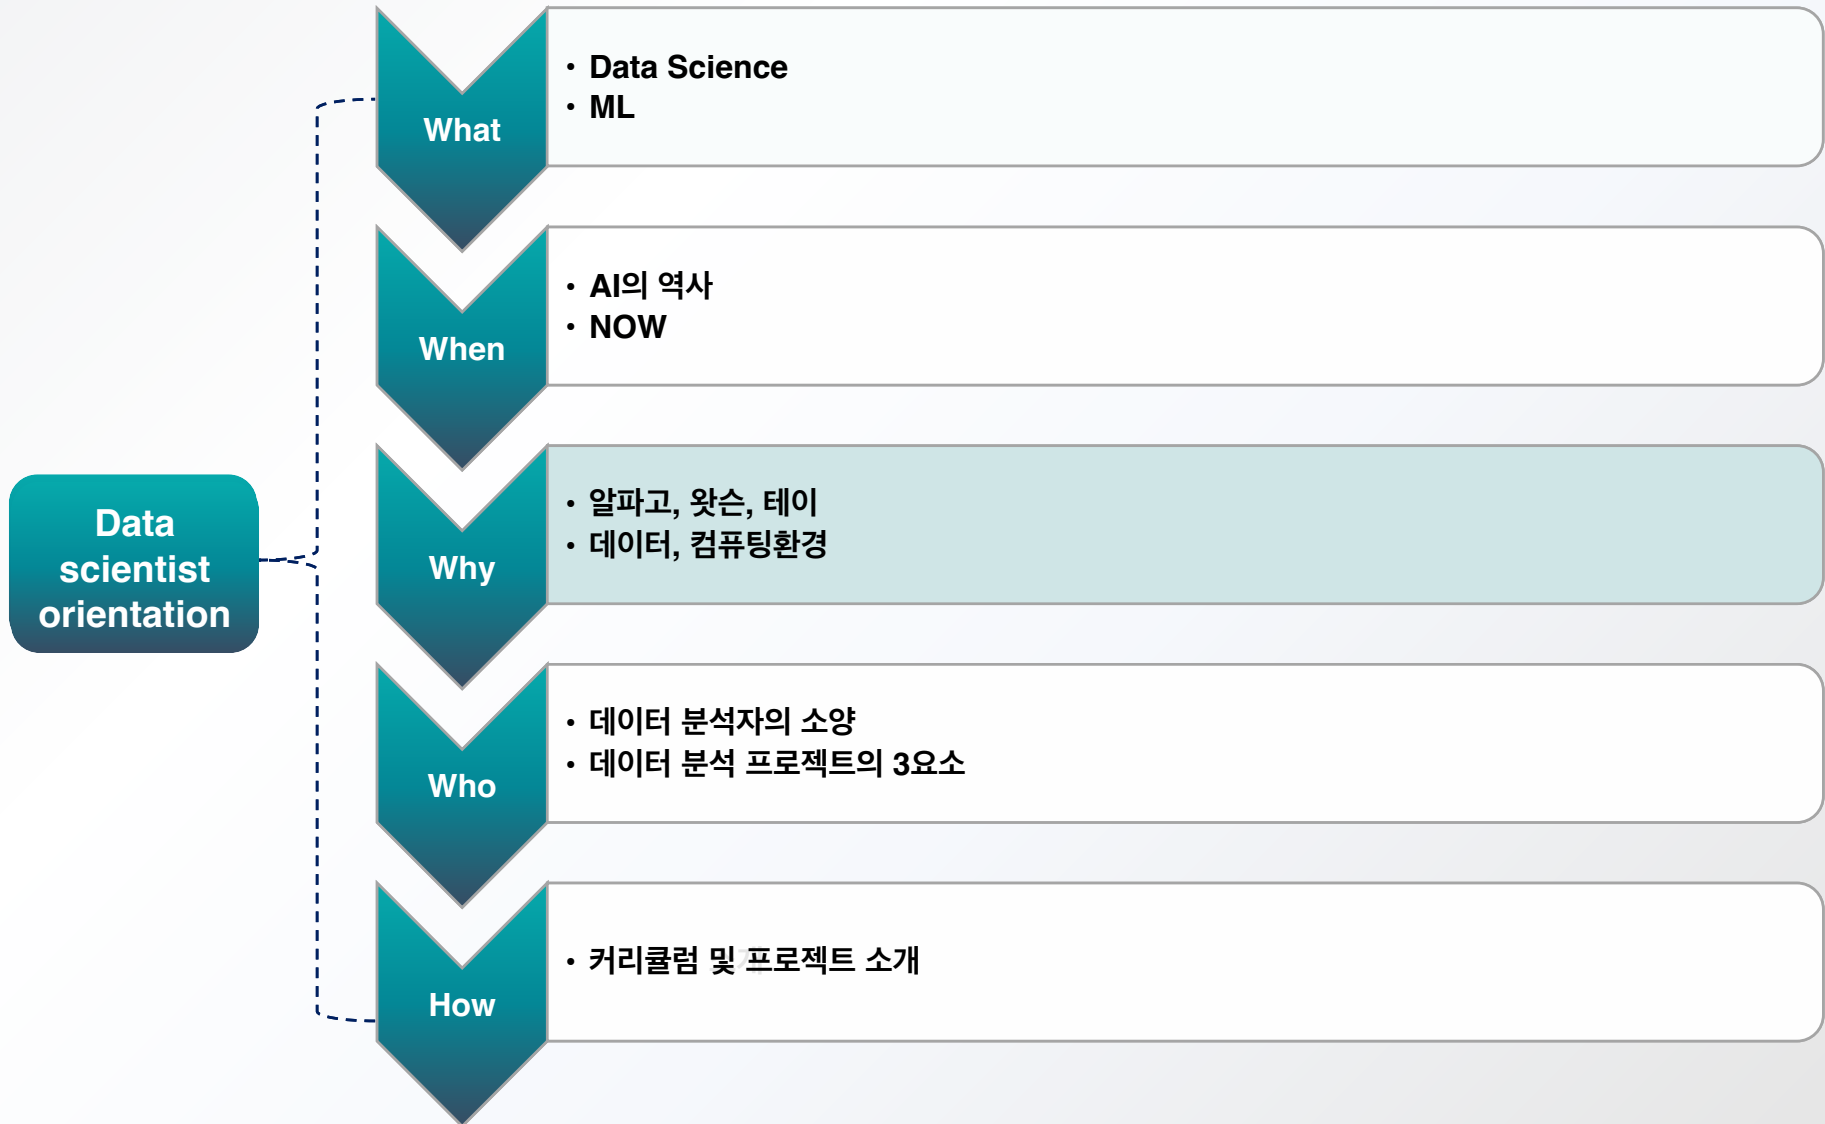 Data
scientist
orientation
What
• Data Science
• ML
When
• AI의 역사
• NOW
Why
• 알파고, 왓슨, 테이
• 데이터, 컴퓨팅환경
Who
• 데이터 분석자의 소양
• 데이터 분석 프로젝트의 3요소
How
• 커리큘럼 및 프로젝트 소개